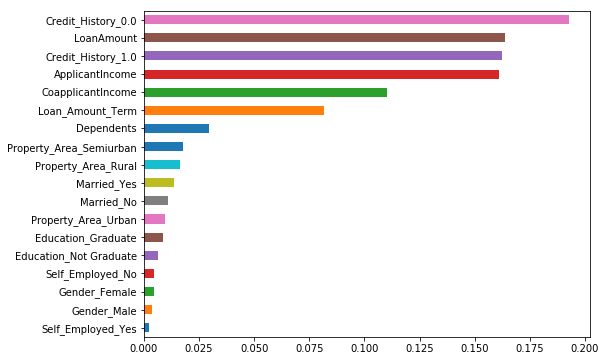 Credit_History_0.0
LoanAmount
Credit_History_1.0
ApplicantIncome
CoapplicantIncome
Loan_Amount_Term
Dependents
Property_Area_Semiurban
Property_Area_Rural
Married_Yes
Married_No
Property_Area_Urban
Education_Graduate
Education_Not Graduate
Self_Employed_No
Gender_Female
Gender_Male
Self_Employed_Yes
0.000 0.025 0.050 0.075 0.100 0.125 0.150 0.175 0.200